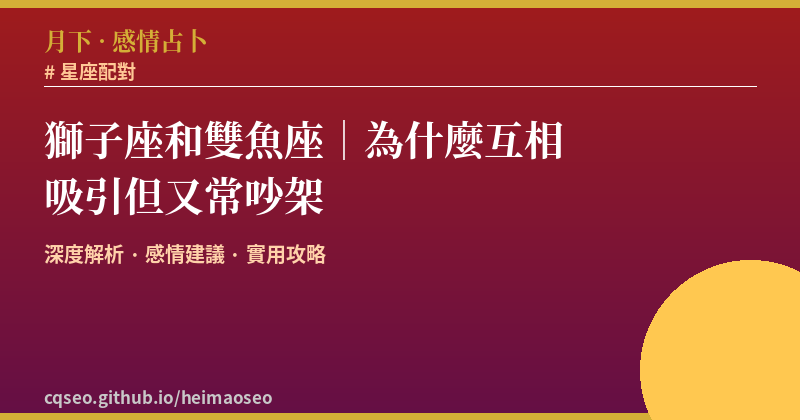 月下 · 感情占卜
# 星座配對
獅子座和雙魚座｜為什麼互相
吸引但又常吵架
深度解析 · 感情建議 · 實用攻略
cqseo.github.io/heimaoseo